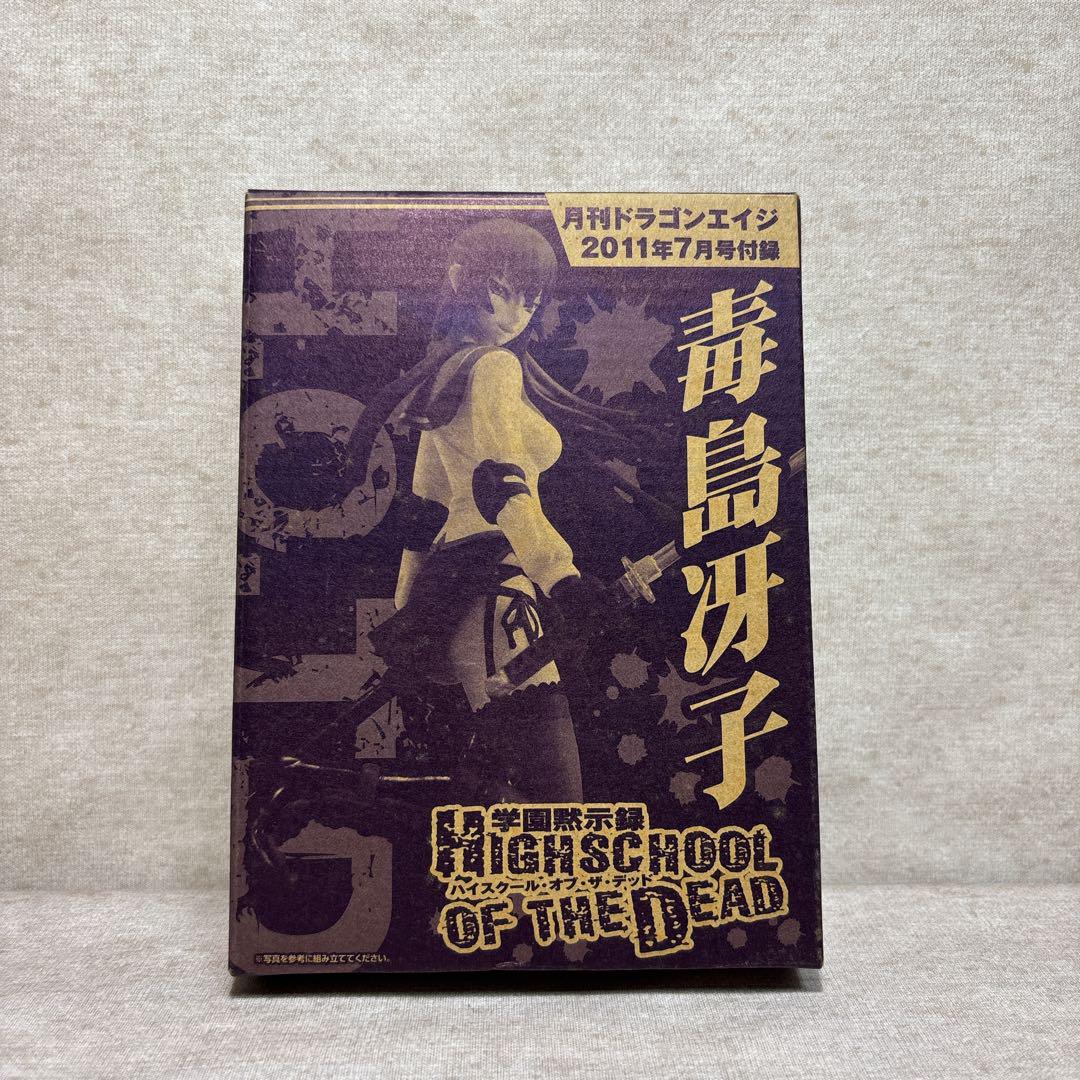 月刊ドラゴンエイジ
2011年7月号付録
毒島冴子
学園黙示録
HIGHSCHOOL
ハイスクール・オブ・ザ・デッド
OF THE DEAD
※写真を参考に組み立ててください。